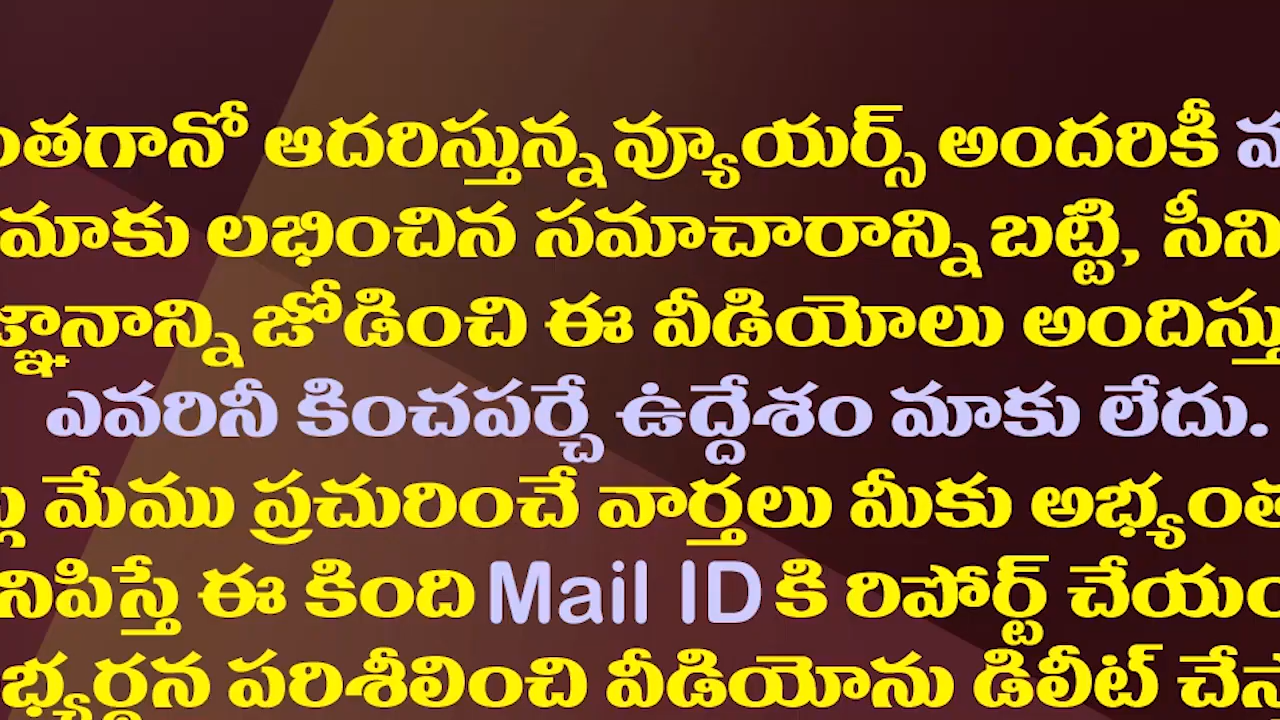 ంతగానో ఆదరిస్తున్న వ్యూయర్స్ అందరికీ
మాకు లభించిన సమాచారాన్ని బట్టి, సీని
జ్ఞానాన్ని జోడించి ఈ వీడియోలు అందిస్తు
ఎవరినీ కించపర్చే ఉద్దేశం మాకు లేదు.
మేము ప్రచురించే వార్తలు మీకు అభ్యంత
నిపిస్తే ఈ కింది Mail ID కి రిపోర్ట్ చేయం
భ్యర్థన పరిశీలించి వీడియోను డిలీట్ చేస